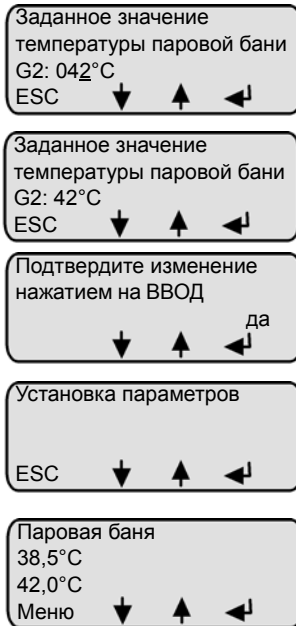 Заданное значение
температуры паровой бани
G2: 042°C
ESC
Заданное значение
температуры паровой бани
G2: 42°C
ESC
Подтвердите изменение
нажатием на ВВОД
да
Установка параметров
ESC
Паровая баня
38,5°C
42,0°C
Меню